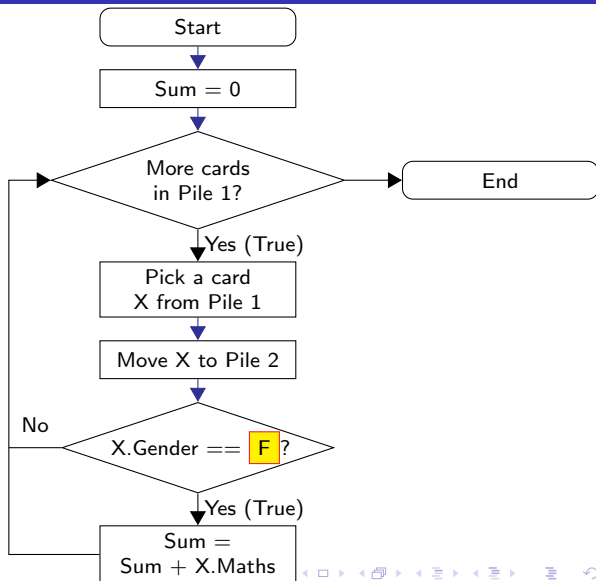 Start
Sum = 0
More cards
in Pile 1?
End
Yes (True)
Pick a card
X from Pile 1
Move X to Pile 2
No
X.Gender == F ?
Yes (True)
Sum =
Sum + X.Maths